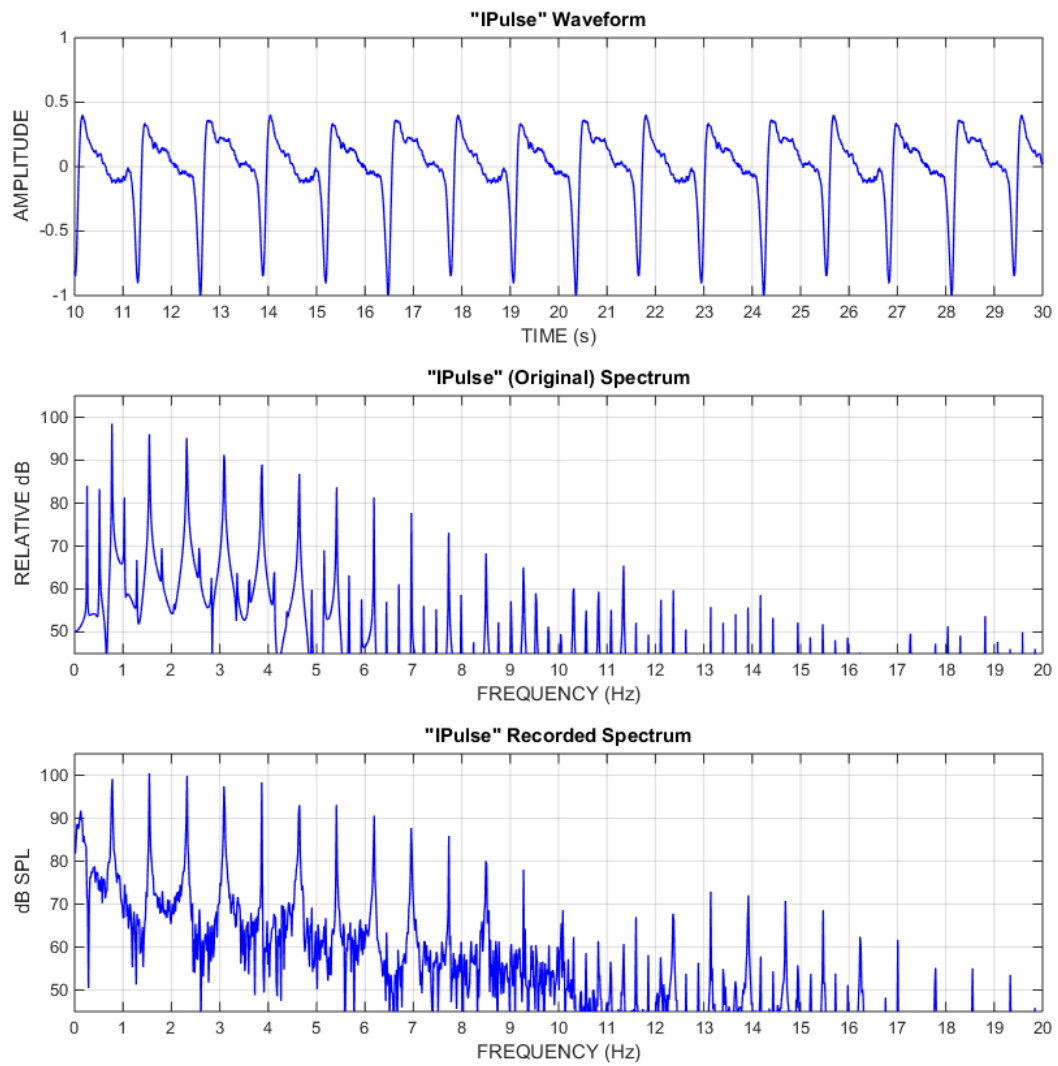 "IPulse" Waveform
1
0.5
0
-0.5
-1
AMPLITUDE
10 11 12 13 14 15 16 17 18 19 20 21 22 23 24 25 26 27 28 29 30
TIME (s)
"IPulse" (Original) Spectrum
100
90
80
70
60
50
RELATIVE dB
0 1 2 3 4 5 6 7 8 9 10 11 12 13 14 15 16 17 18 19 20
FREQUENCY (Hz)
"IPulse" Recorded Spectrum
100
90
80
70
60
50
dB SPL
0 1 2 3 4 5 6 7 8 9 10 11 12 13 14 15 16 17 18 19 20
FREQUENCY (Hz)